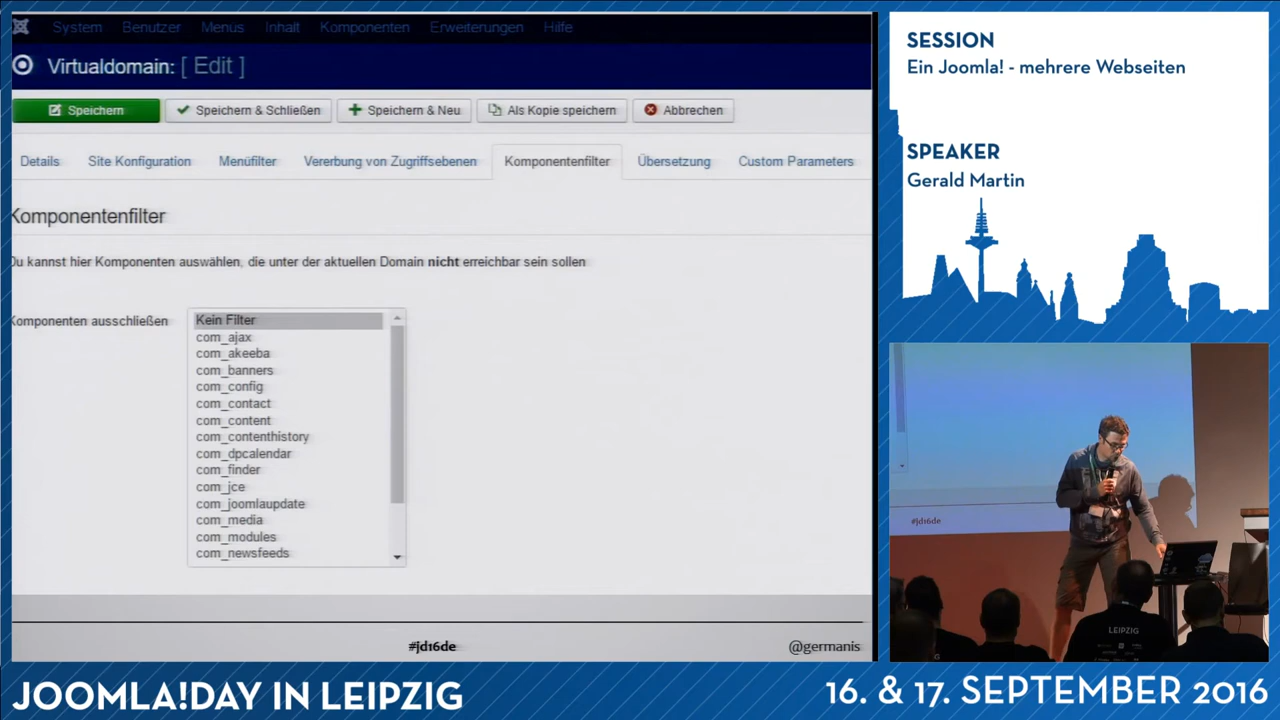 System Benutzer Menüs Inhalt Komponenten Erweiterungen Hilfe
Virtualdomain: [ Edit ]
Speichern Speichern & Schließen Speichern & Neu Als Kopie speichern Abbrechen
Details Site Konfiguration Menüfilter Vererbung von Zugriffsebenen Komponentenfilter Übersetzung Custom Parameters
Komponentenfilter
Du kannst hier Komponenten auswählen, die unter der aktuellen Domain nicht erreichbar sein sollen
Komponenten ausschließen
Kein Filter
com_ajax
com_akeeba
com_banners
com_config
com_contact
com_content
com_contenthistory
com_dpcalendar
com_finder
com_jce
com_joomlaupdate
com_media
com_modules
com_newsfeeds
#jd16de
@germanis
SESSION
Ein Joomla! - mehrere Webseiten
SPEAKER
Gerald Martin
#jd16de
LEIPZIG
JOOMLA!DAY IN LEIPZIG
16. & 17. SEPTEMBER 2016